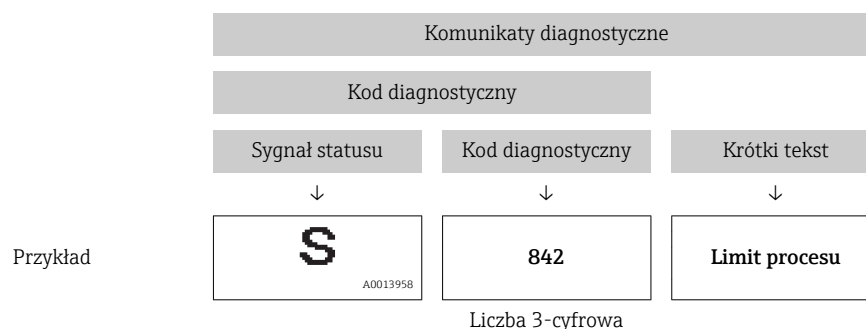 Komunikaty diagnostyczne
Kod diagnostyczny
Sygnał statusu Kod diagnostyczny Krótki tekst
↓ ↓ ↓
Przykład S 842 Limit procesu
A0013958
Liczba 3-cyfrowa